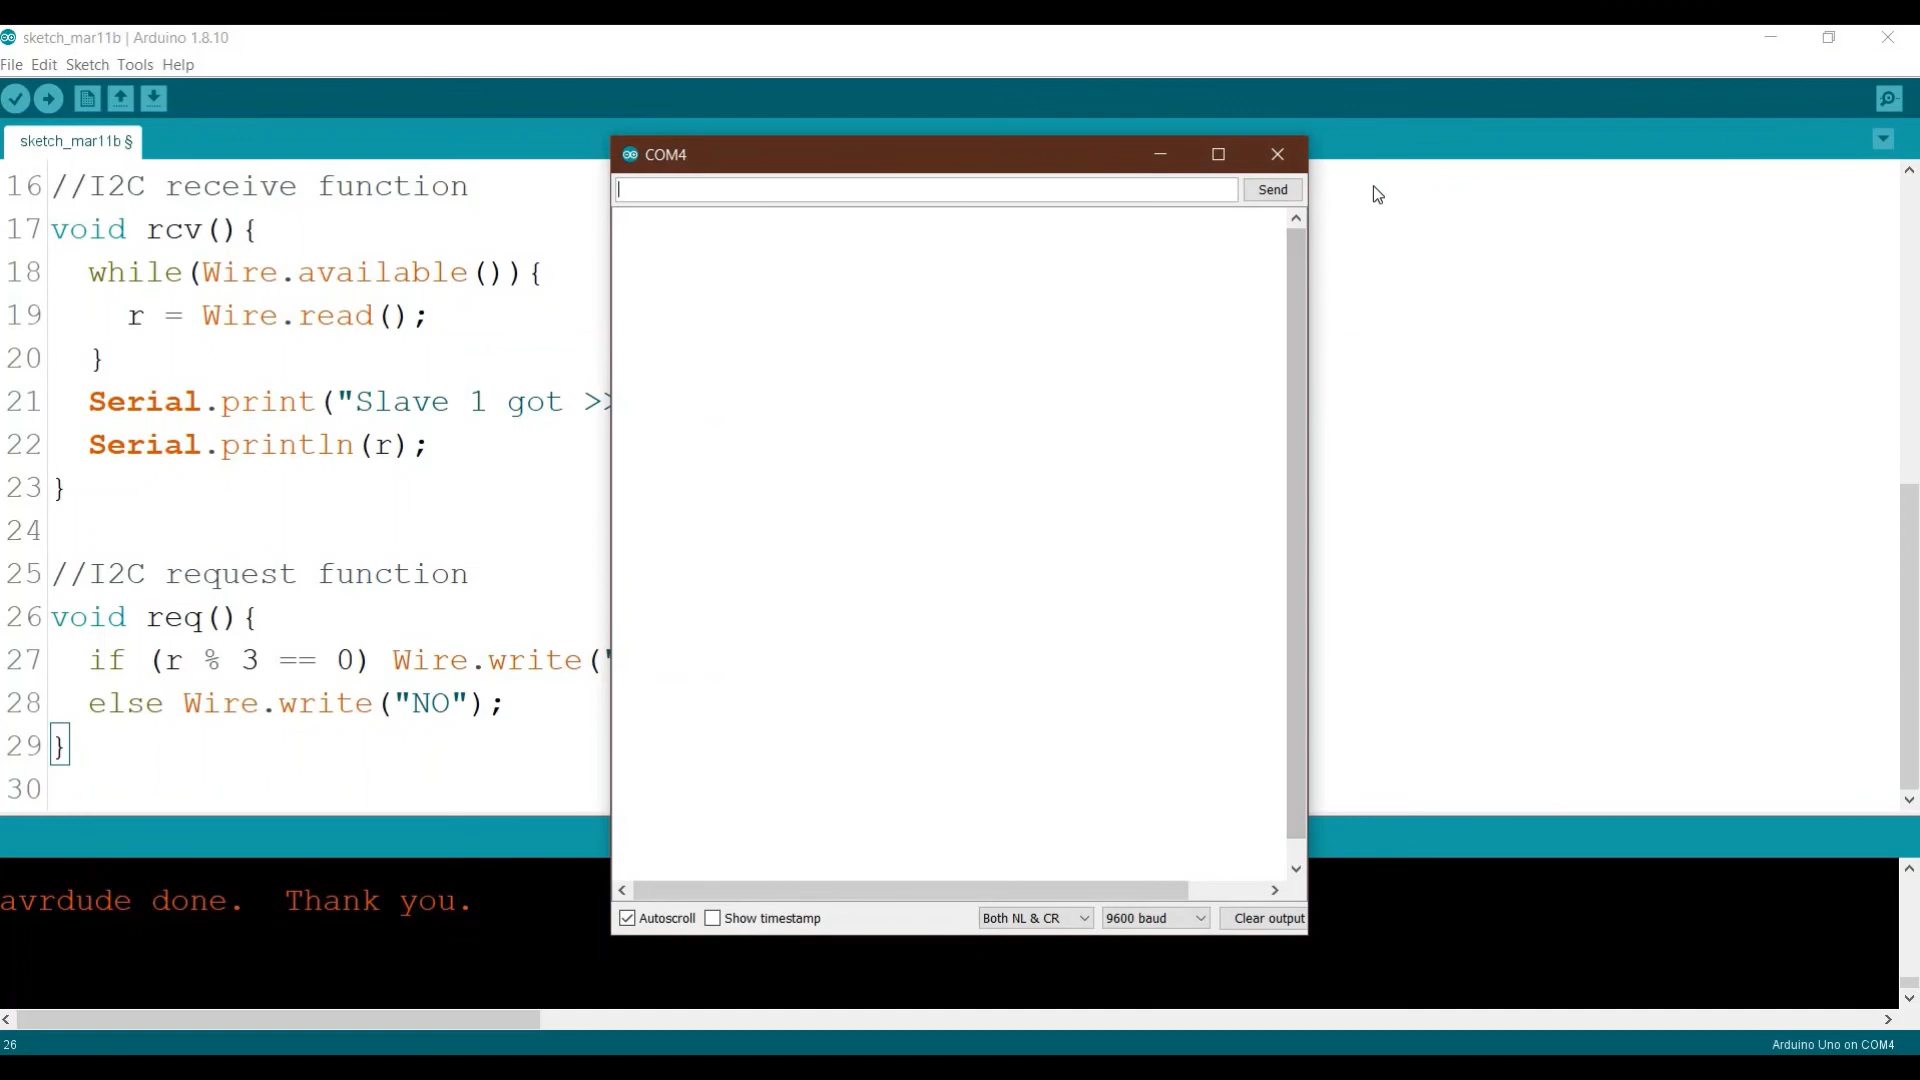 sketch_mar11b | Arduino 1.8.10
File Edit Sketch Tools Help
sketch_mar11b §
COM4
Send
16 //I2C receive function
17 void rcv(){
18 while(Wire.available()){
19 r = Wire.read();
20 }
21 Serial.print("Slave 1 got >>
22 Serial.println(r);
23 }
24
25 //I2C request function
26 void req(){
27 if (r % 3 == 0) Wire.write("
28 else Wire.write("NO");
29 }
30
avrdude done. Thank you.
Autoscroll Show timestamp Both NL & CR 9600 baud Clear output
26 Arduino Uno on COM4